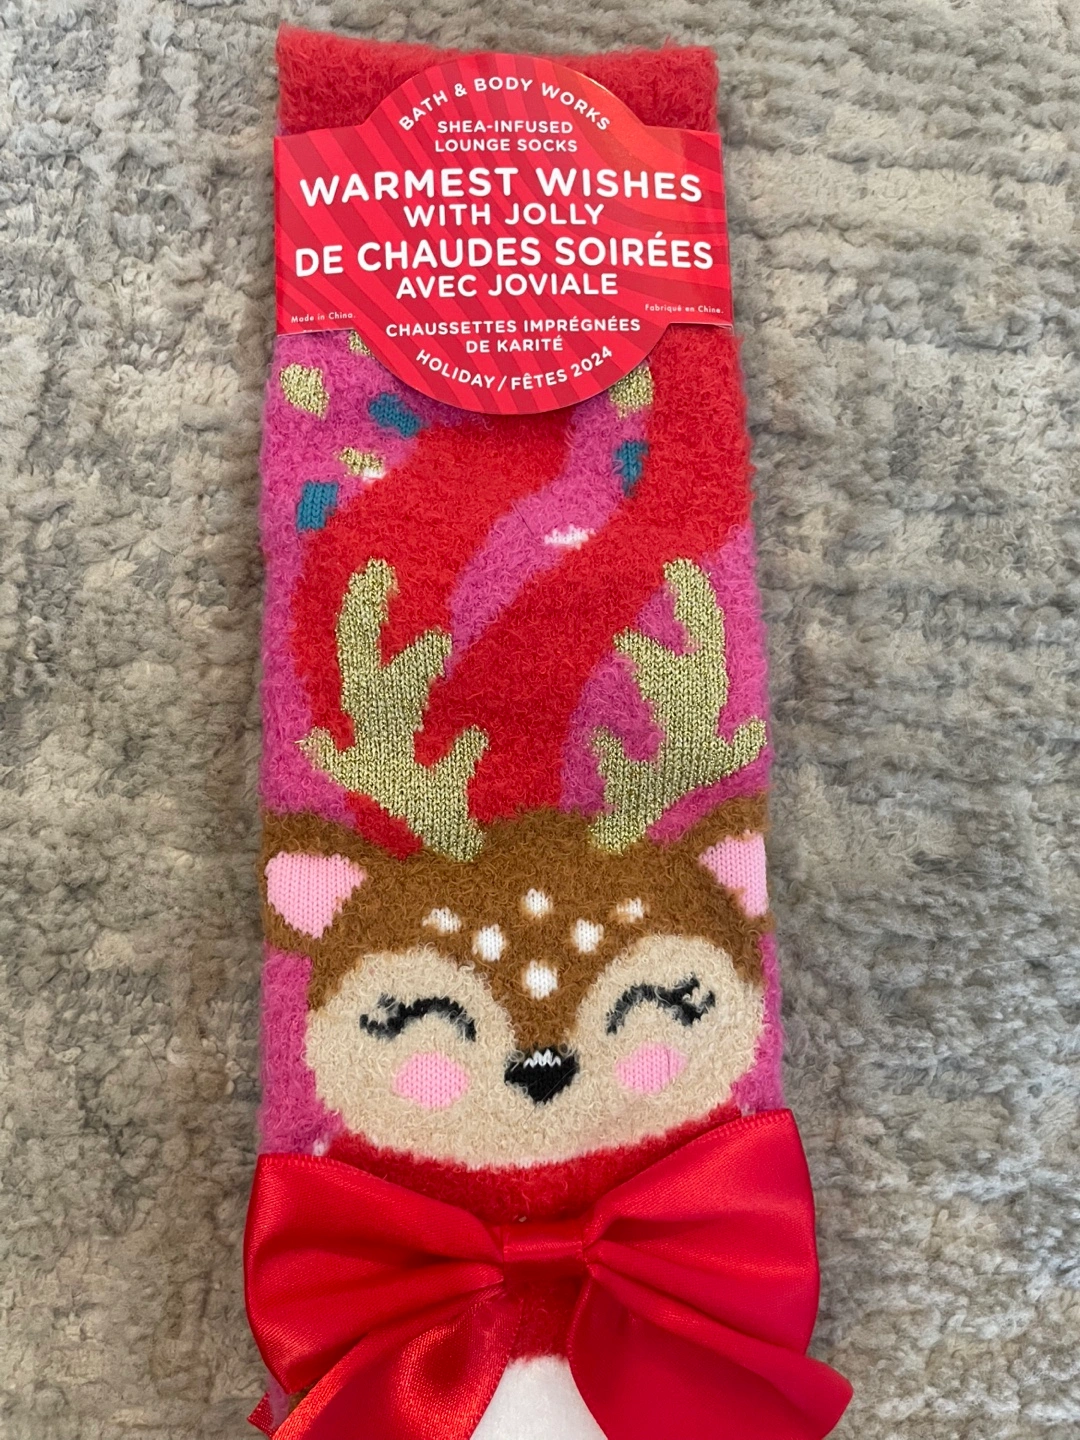 BATH & BODY WORKS
SHEA-INFUSED
LOUNGE SOCKS
WARMEST WISHES
WITH JOLLY
DE CHAUDES SOIRÉES
AVEC JOVIALE
Made in China.
Fabriqué en Chine.
CHAUSSETTES IMPRÉGNÉES
DE KARITÉ
HOLIDAY/FÊTES 2024